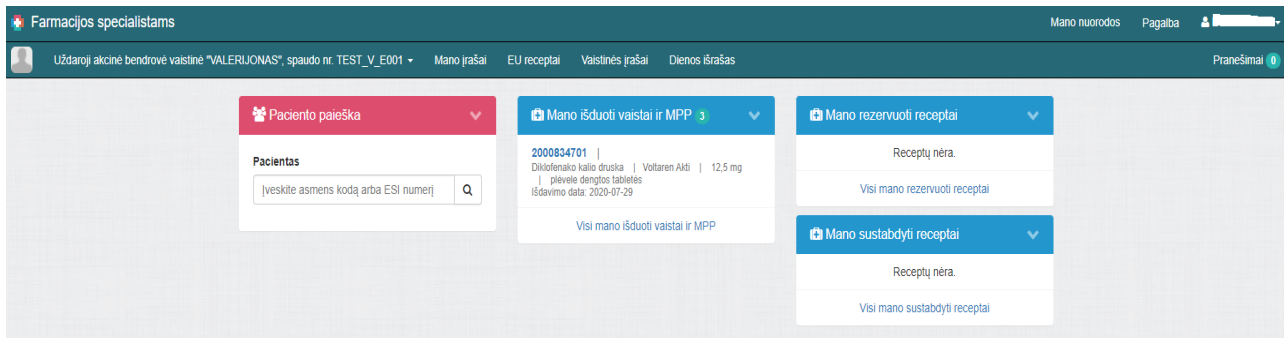 Farmacijos specialistams
Mano nuorodos
Pagalba
Uždaroji akcinė bendrovė vaistinė "VALERIJONAS", spaudo nr. TEST_V_E001
Mano įrašai
EU receptai
Vaistinės įrašai
Dienos išrašas
Pranešimai 0
Paciento paieška
Pacientas
Įveskite asmens kodą arba ESI numerį
Mano išduoti vaistai ir MPP 3
2000834701 |
Diklofenako kalio druska | Voltaren Akti | 12,5 mg
| plėvele dengtos tabletės
Išdavimo data: 2020-07-29
Visi mano išduoti vaistai ir MPP
Mano rezervuoti receptai
Receptų nėra.
Visi mano rezervuoti receptai
Mano sustabdyti receptai
Receptų nėra.
Visi mano sustabdyti receptai